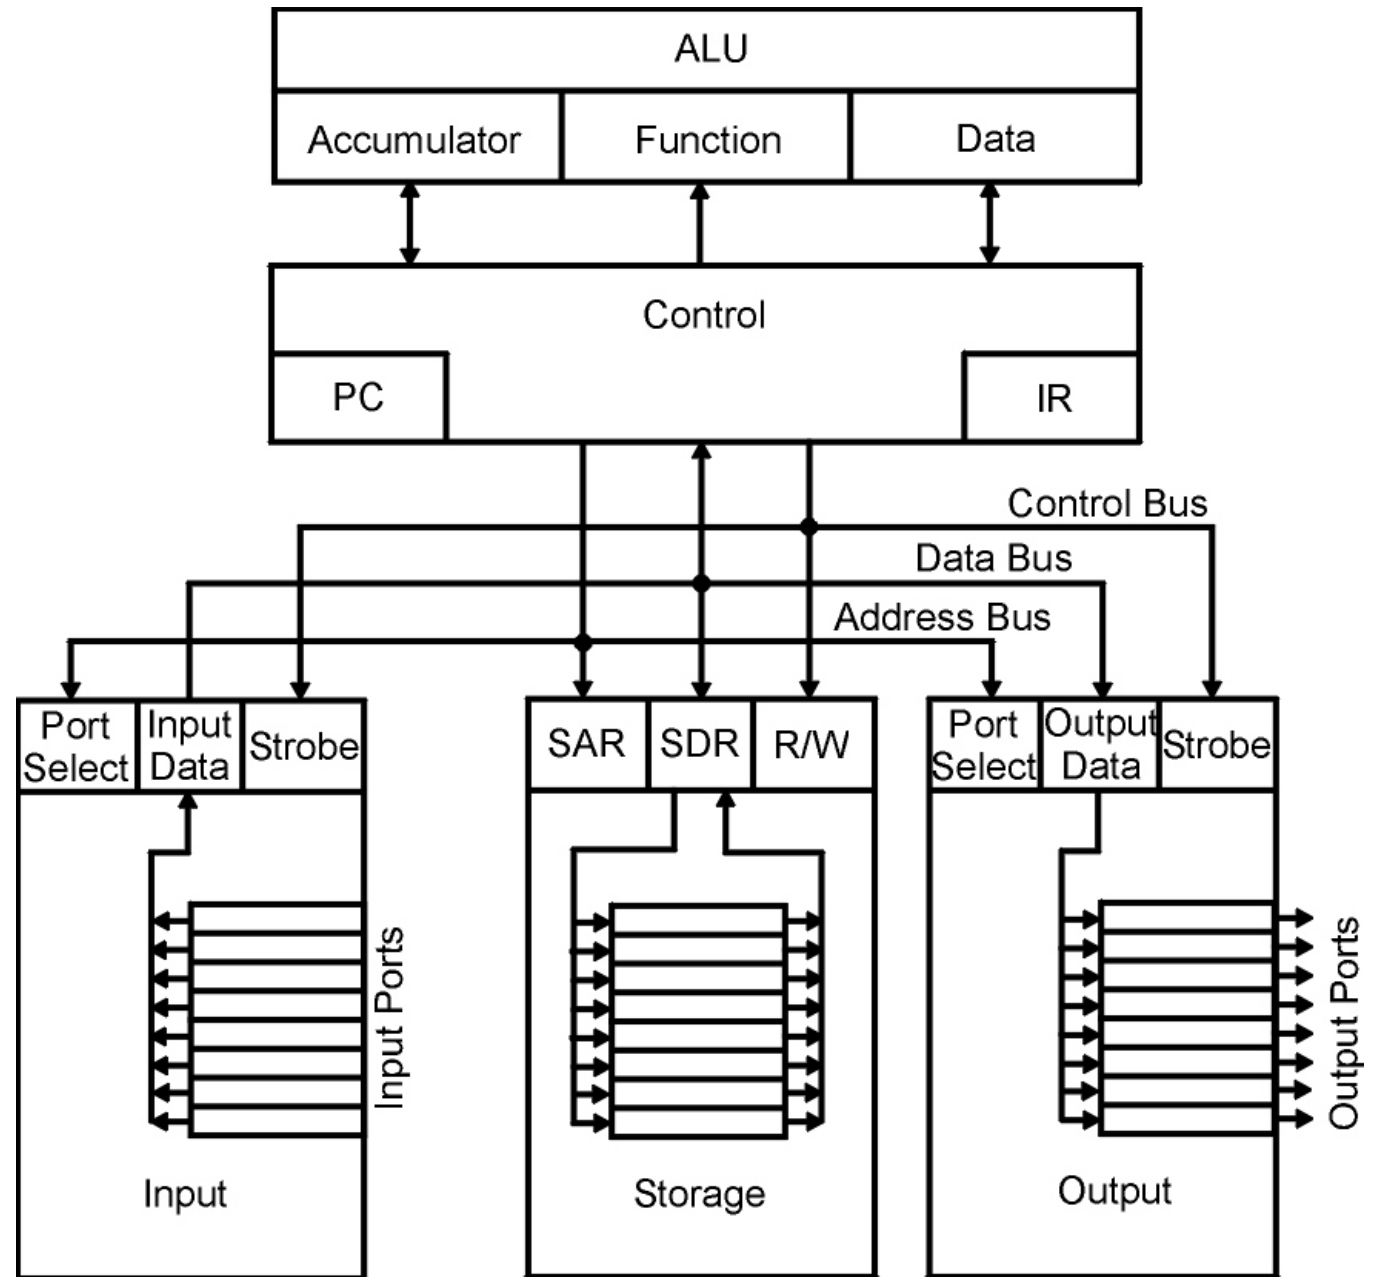 ALU
Accumulator
Function
Data
Control
PC
IR
Control Bus
Data Bus
Address Bus
Port
Select
Input
Data
Strobe
SAR
SDR
R/W
Port
Select
Output
Data
Strobe
Input Ports
Output Ports
Input
Storage
Output